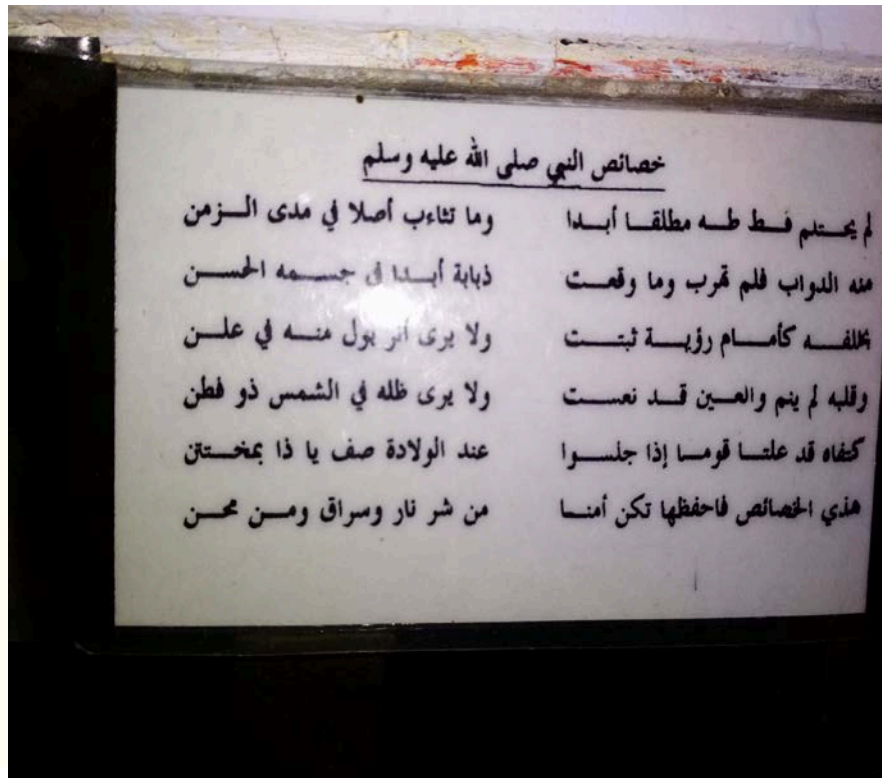 خصائص النبي صلى الله عليه وسلم
لم يحتلم قط طه مطلقا أبدا وما تثاءب أصلا في مدى الزمن
منه الدواب فلم تهرب وما وقعت ذبابة أبدا في جسمه الحسن
بخلفه كأمام رؤية ثبتت ولا يرى أثر بول منه في علن
وقلبه لم ينم والعين قد نعست ولا يرى ظله في الشمس ذو فطن
كتفاه قد علتا قوما إذا جلسوا عند الولادة صف يا ذا بمختتن
هذي الخصائص فاحفظها تكن أمنا من شر نار وسراق ومن محن